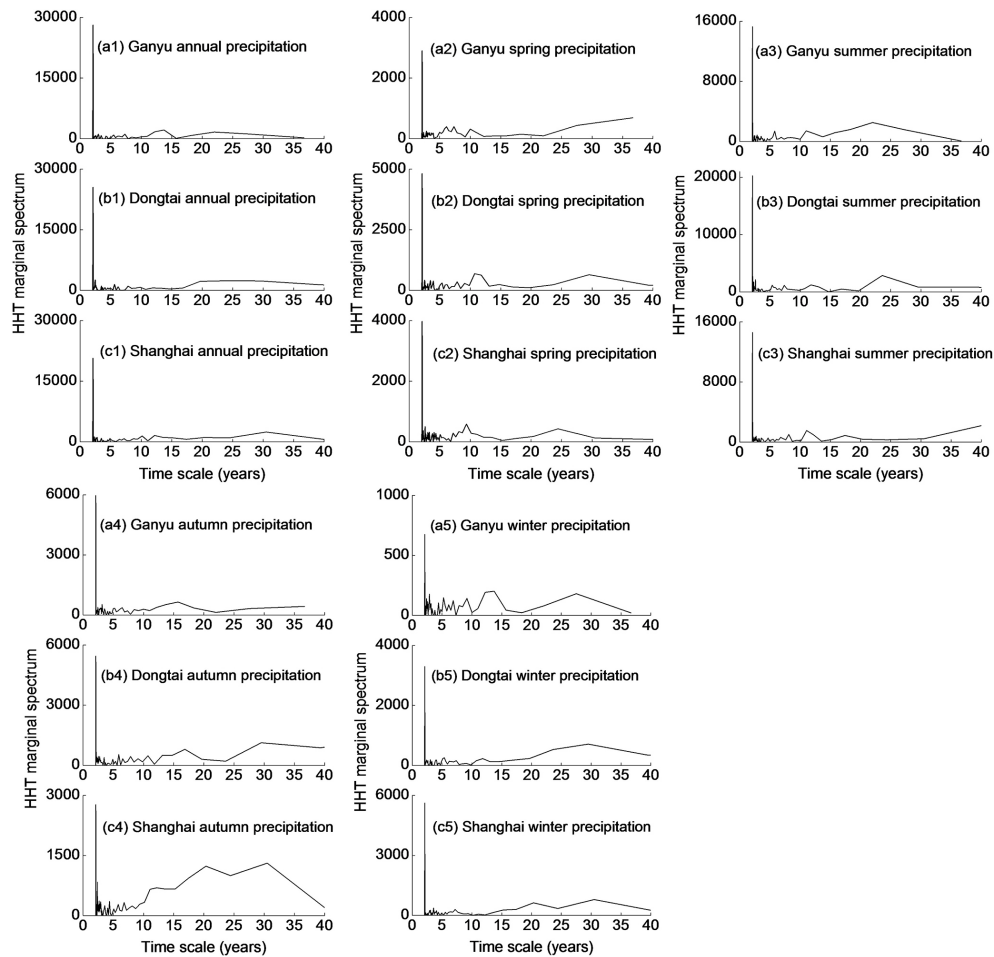 (a1) Ganyu annual precipitation
30000
15000
0
0 5 10 15 20 25 30 35 40
(a2) Ganyu spring precipitation
4000
2000
0
0 5 10 15 20 25 30 35 40
(a3) Ganyu summer precipitation
16000
8000
0
0 5 10 15 20 25 30 35 40
HHT marginal spectrum
(b1) Dongtai annual precipitation
30000
15000
0
0 5 10 15 20 25 30 35 40
HHT marginal spectrum
(b2) Dongtai spring precipitation
5000
2500
0
0 5 10 15 20 25 30 35 40
HHT marginal spectrum
(b3) Dongtai summer precipitation
20000
10000
0
0 5 10 15 20 25 30 35 40
(c1) Shanghai annual precipitation
30000
15000
0
0 5 10 15 20 25 30 35 40
Time scale (years)
(c2) Shanghai spring precipitation
4000
2000
0
0 5 10 15 20 25 30 35 40
Time scale (years)
(c3) Shanghai summer precipitation
16000
8000
0
0 5 10 15 20 25 30 35 40
Time scale (years)
(a4) Ganyu autumn precipitation
6000
3000
0
0 5 10 15 20 25 30 35 40
(a5) Ganyu winter precipitation
1000
500
0
0 5 10 15 20 25 30 35 40
HHT marginal spectrum
(b4) Dongtai autumn precipitation
6000
3000
0
0 5 10 15 20 25 30 35 40
HHT marginal spectrum
(b5) Dongtai winter precipitation
4000
2000
0
0 5 10 15 20 25 30 35 40
(c4) Shanghai autumn precipitation
3000
1500
0
0 5 10 15 20 25 30 35 40
Time scale (years)
(c5) Shanghai winter precipitation
6000
3000
0
0 5 10 15 20 25 30 35 40
Time scale (years)